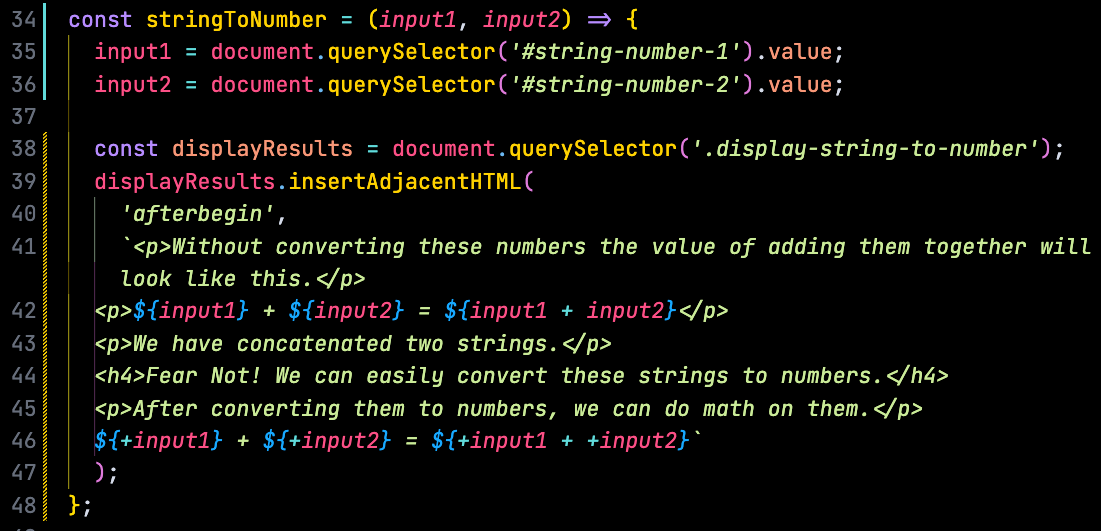 34 const stringToNumber = (input1, input2) => {
35 input1 = document.querySelector('#string-number-1').value;
36 input2 = document.querySelector('#string-number-2').value;
37
38 const displayResults = document.querySelector('.display-string-to-number');
39 displayResults.insertAdjacentHTML(
40 'afterbegin',
41 `<p>Without converting these numbers the value of adding them together will
look like this.</p>
42 <p>${input1} + ${input2} = ${input1 + input2}</p>
43 <p>We have concatenated two strings.</p>
44 <h4>Fear Not! We can easily convert these strings to numbers.</h4>
45 <p>After converting them to numbers, we can do math on them.</p>
46 ${+input1} + ${+input2} = ${+input1 + +input2}`
47 );
48 };